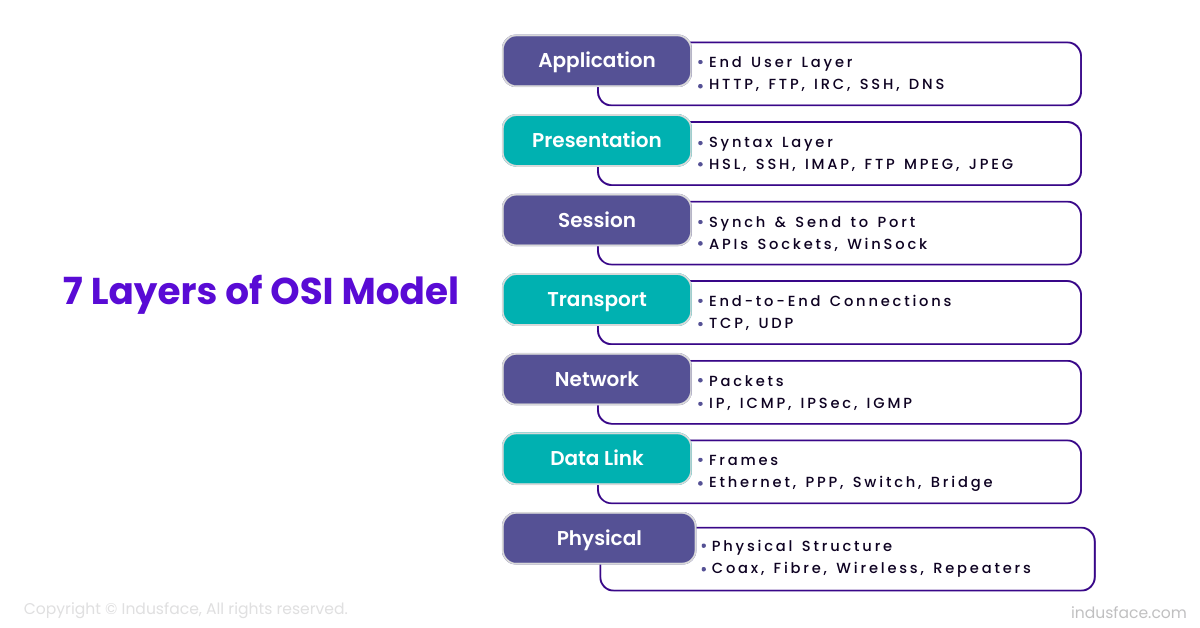 Application
• End User Layer
• HTTP, FTP, IRC, SSH, DNS
Presentation
• Syntax Layer
• HSL, SSH, IMAP, FTP MPEG, JPEG
Session
• Synch & Send to Port
• APIs Sockets, WinSock
7 Layers of OSI Model
Transport
• End-to-End Connections
• TCP, UDP
Network
• Packets
• IP, ICMP, IPSec, IGMP
Data Link
• Frames
• Ethernet, PPP, Switch, Bridge
Physical
• Physical Structure
• Coax, Fibre, Wireless, Repeaters
Copyright © Indusface, All rights reserved.
indusface.com